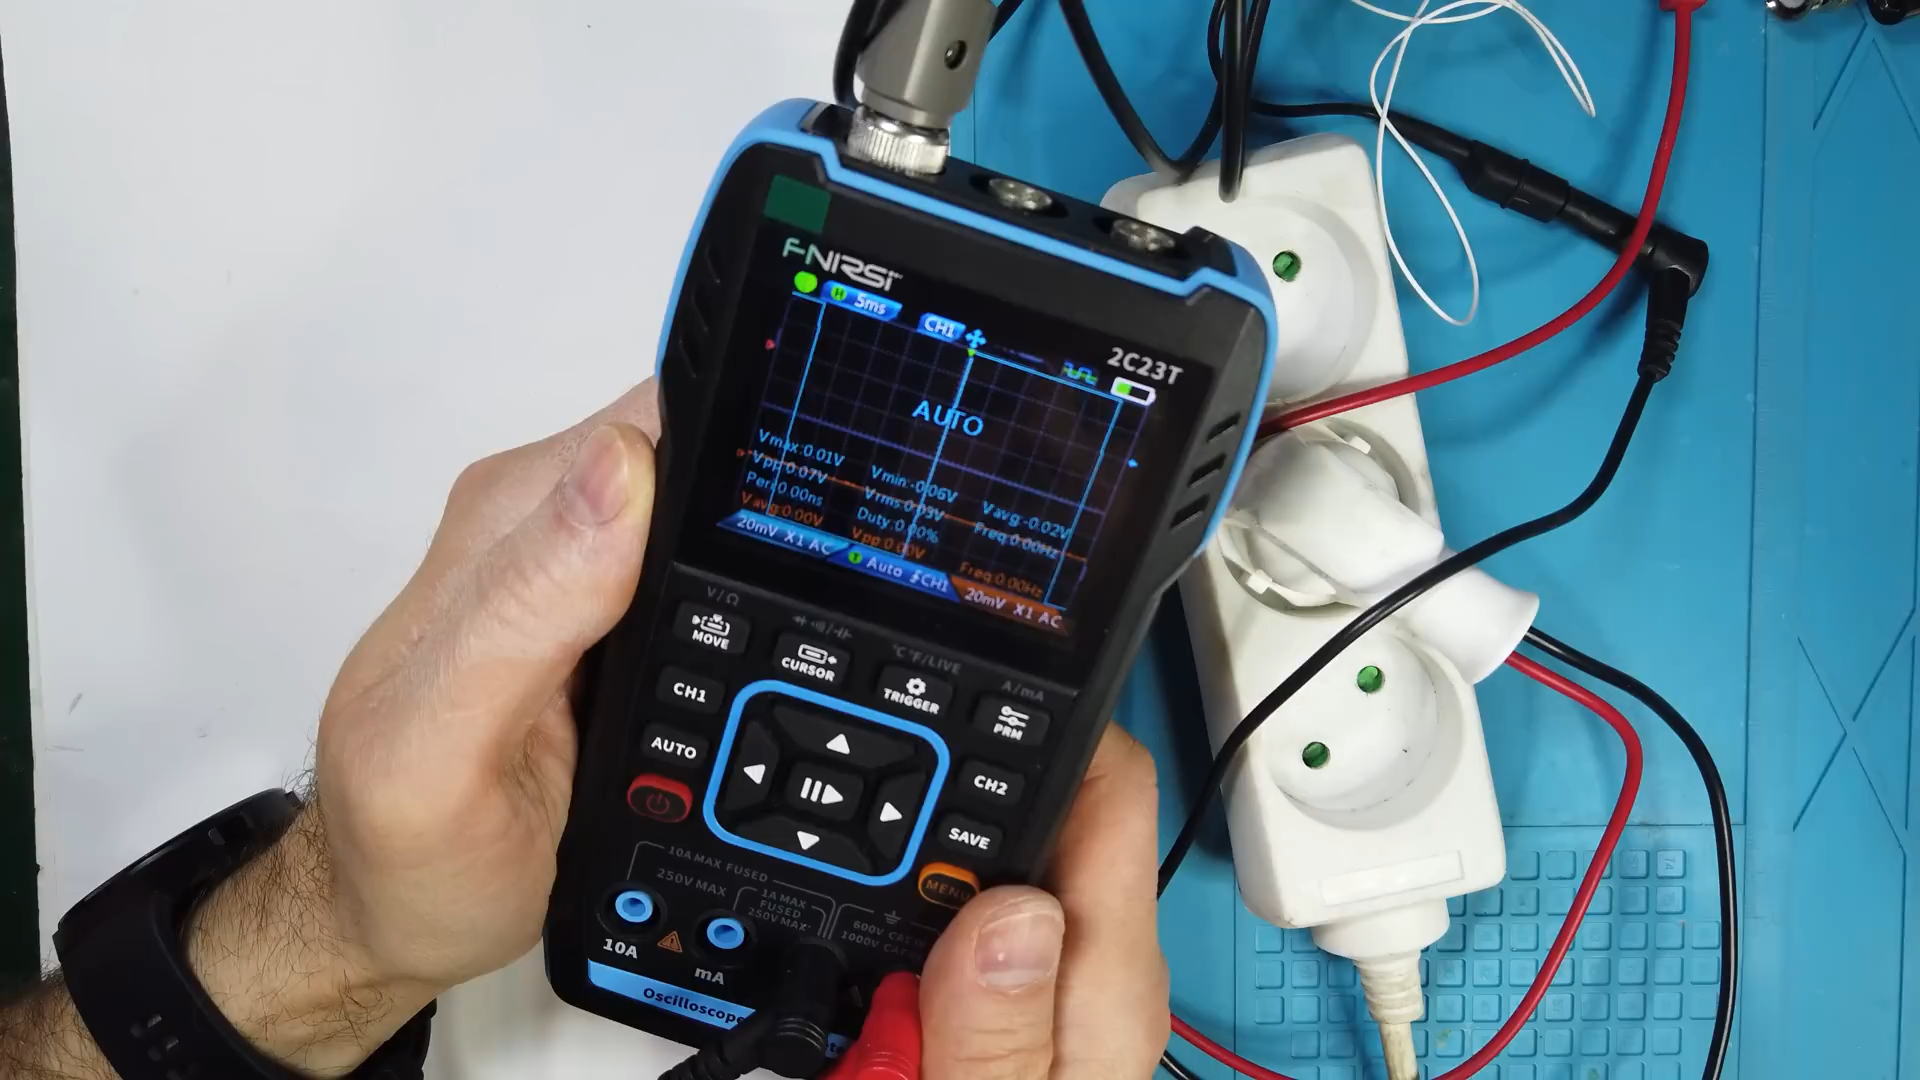 FNIRSI
5ms
CH1
2C23T
AUTO
Vmax:0.01V Vmin:-0.06V Vavg:-0.02V
Vpp:0.07V Vrms:0.03V Freq:0.00Hz
Peri:0.00ns Duty:0.00%
Vavg:0.00V Vpp:0.00V Freq:0.00Hz
20mV X1 AC Auto CH1 20mV X1 AC
V/Ω °C°F/LIVE A/mA
MOVE CURSOR TRIGGER PRM
CH1 CH2
AUTO SAVE
MENU
10A MAX FUSED
250V MAX
1A MAX
FUSED
250V MAX
600V CAT
1000V CAT
10A mA
Oscilloscope